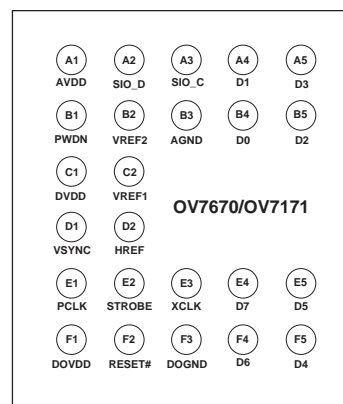 A1 A2 A3 A4 A5
AVDD SIO_D SIO_C D1 D3
B1 B2 B3 B4 B5
PWDN VREF2 AGND D0 D2
C1 C2
DVDD VREF1
OV7670/OV7171
D1 D2
VSYNC HREF
E1 E2 E3 E4 E5
PCLK STROBE XCLK D7 D5
F1 F2 F3 F4 F5
DOVDD RESET# DOGND D6 D4